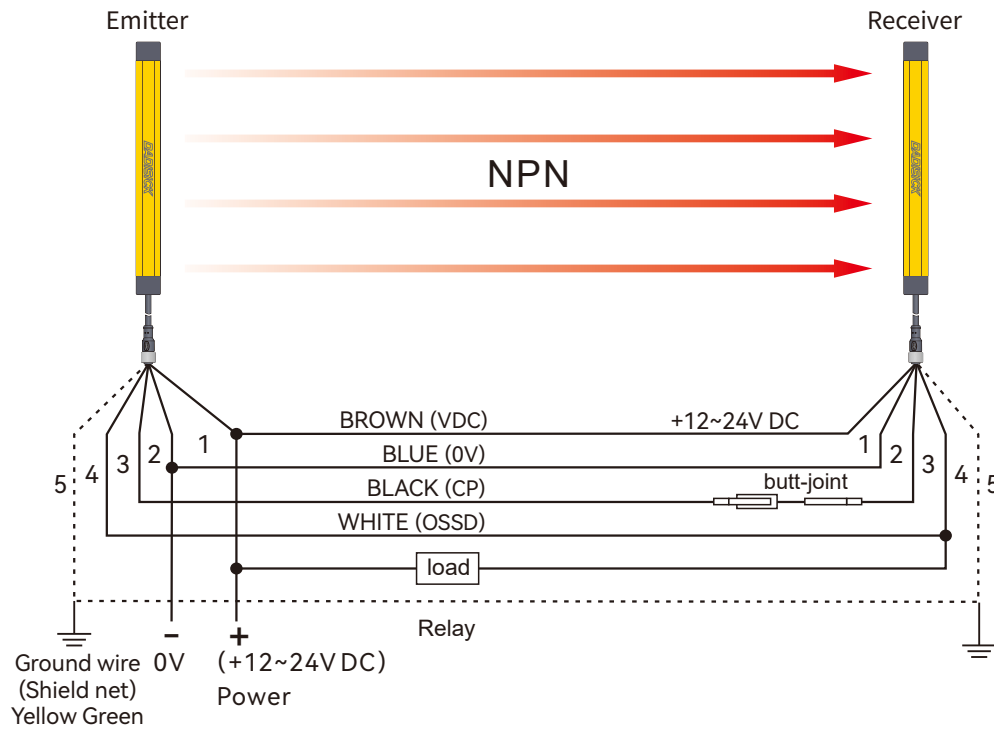 Emitter
Receiver
DADISICK
DADISICK
NPN
BROWN (VDC)
+12~24V DC
1
1
BLUE (0V)
2
2
3
3
4
4
5
5
BLACK (CP)
butt-joint
WHITE (OSSD)
load
Relay
-
+
Ground wire
(Shield net)
Yellow Green
0V
(+12~24V DC)
Power